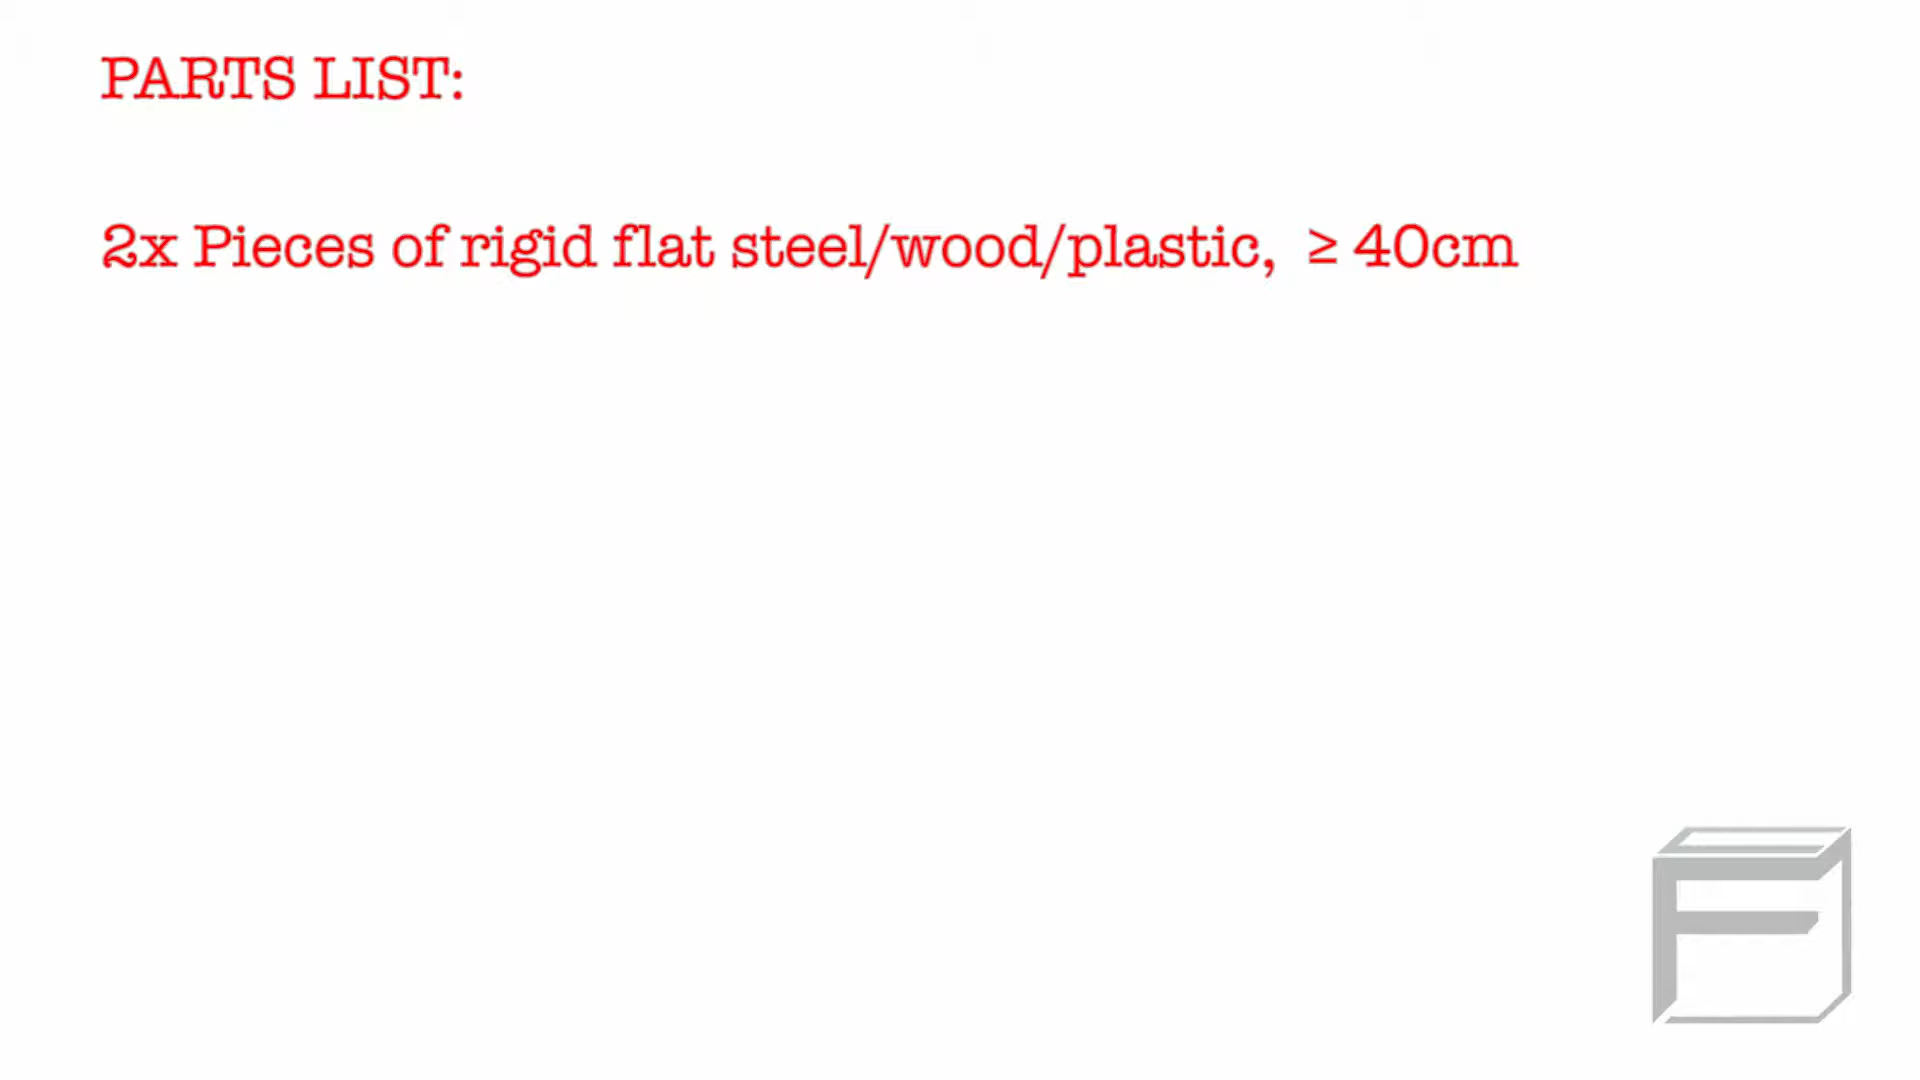 PARTS LIST:
2x Pieces of rigid flat steel/wood/plastic, ≥ 40cm